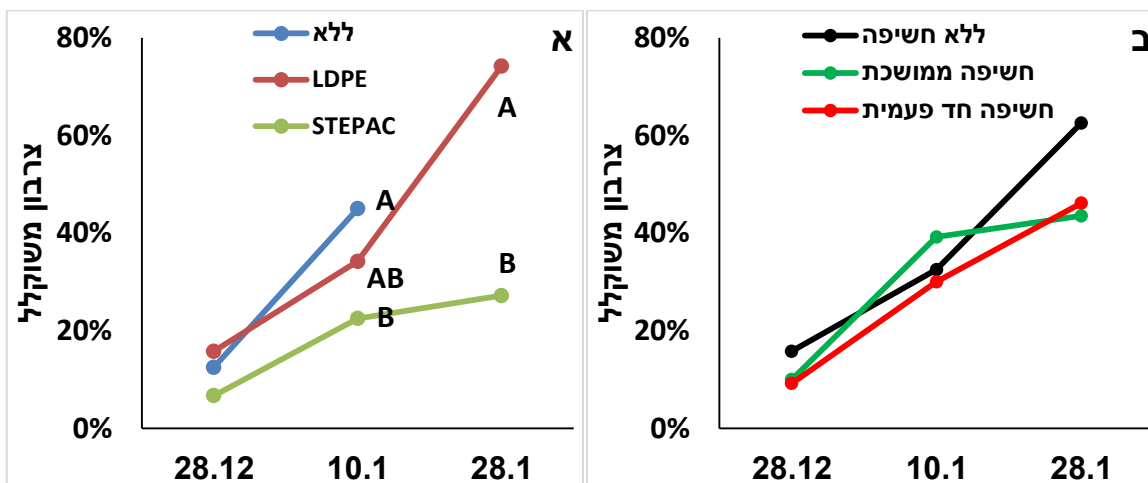 א
ללא
LDPE
STEPAC
צרבון משוקלל
80%
60%
40%
20%
0%
A
A
AB
B
B
28.12
10.1
28.1
ב
ללא חשיפה
חשיפה ממושכת
חשיפה חד פעמית
צרבון משוקלל
80%
60%
40%
20%
0%
28.12
10.1
28.1